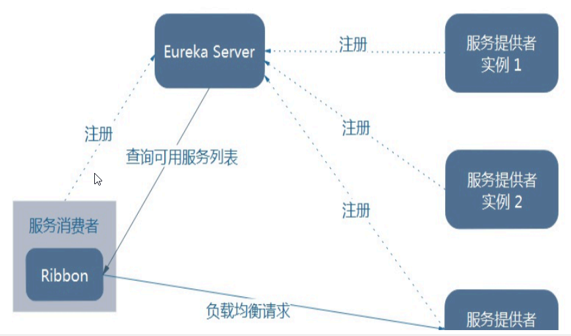 Eureka Server
注册
服务提供者
实例 1
注册
注册
查询可用服务列表
服务提供者
实例 2
注册
服务消费者
Ribbon
负载均衡请求
服务提供者